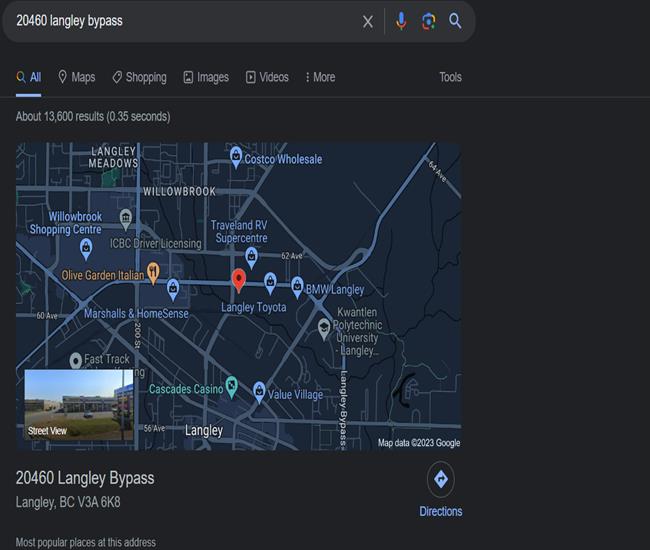 20460 langley bypass
All Maps Shopping Images Videos More Tools
About 13,600 results (0.35 seconds)
LANGLEY
MEADOWS
Costco Wholesale
64 Ave
WILLOWBROOK
Willowbrook
Shopping Centre
ICBC Driver Licensing
Traveland RV
Supercentre
62 Ave
Olive Garden Italian
BMW Langley
Marshalls & HomeSense
Langley Toyota
60 Ave
200 St
Kwantlen
Polytechnic
University
- Langley...
Fast Track
Cascades Casino
Value Village
Langley Bypass
Street View
56 Ave
Langley
Map data ©2023 Google
20460 Langley Bypass
Langley, BC V3A 6K8
Directions
Most popular places at this address